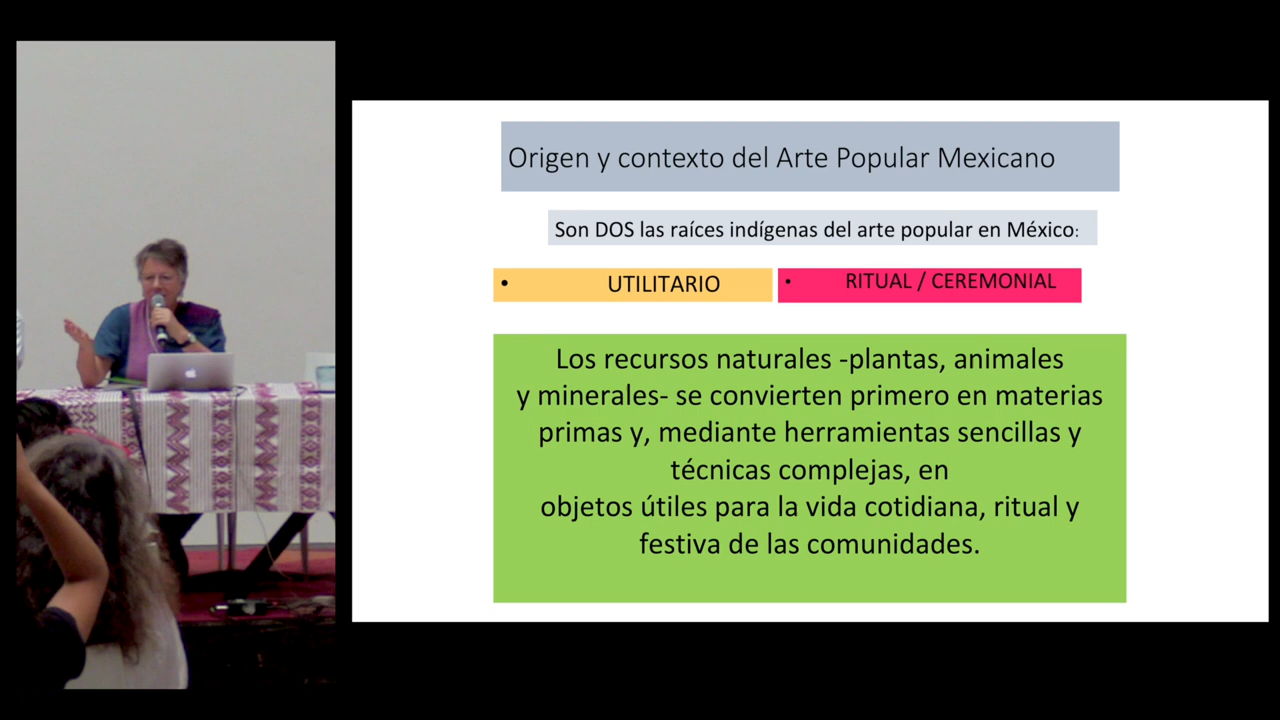 Origen y contexto del Arte Popular Mexicano
Son DOS las raíces indígenas del arte popular en México:
• UTILITARIO
• RITUAL / CEREMONIAL
Los recursos naturales -plantas, animales
y minerales- se convierten primero en materias
primas y, mediante herramientas sencillas y
técnicas complejas, en
objetos útiles para la vida cotidiana, ritual y
festiva de las comunidades.